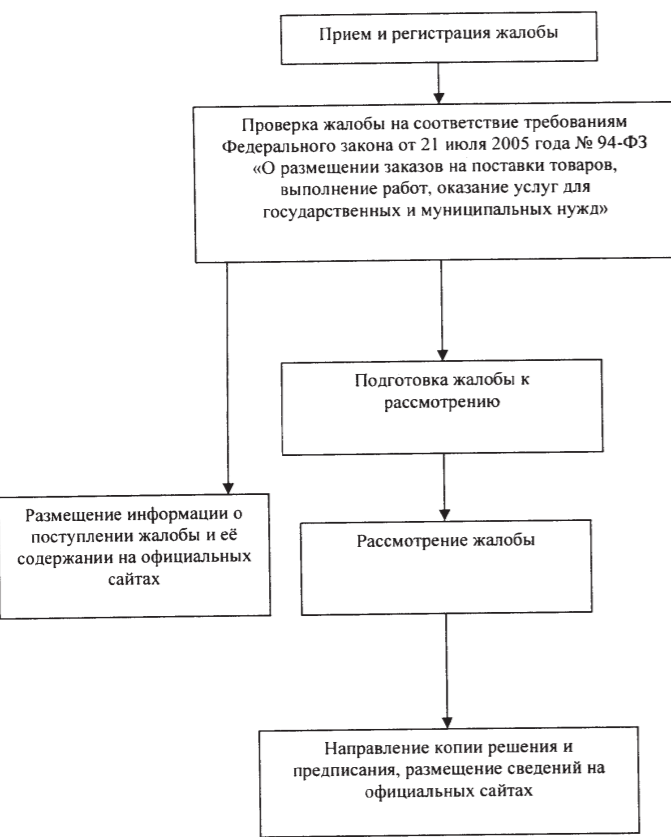 Прием и регистрация жалобы
Проверка жалобы на соответствие требованиям
Федерального закона от 21 июля 2005 года № 94-ФЗ
«О размещении заказов на поставки товаров,
выполнение работ, оказание услуг для
государственных и муниципальных нужд»
Подготовка жалобы к
рассмотрению
Размещение информации о
поступлении жалобы и её
содержании на официальных
сайтах
Рассмотрение жалобы
Направление копии решения и
предписания, размещение сведений на
официальных сайтах